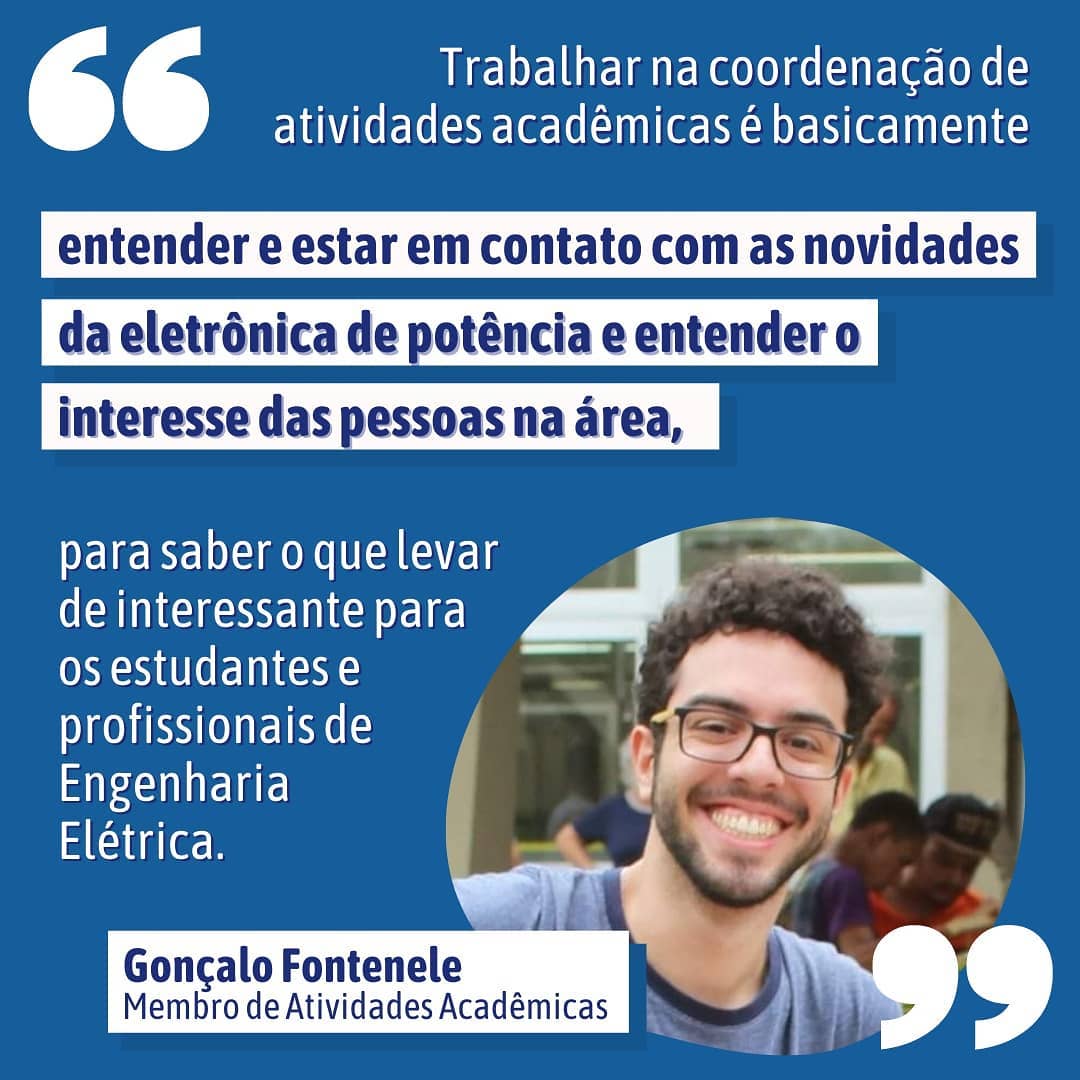 Trabalhar na coordenação de
atividades acadêmicas é basicamente
entender e estar em contato com as novidades
da eletrônica de potência e entender o
interesse das pessoas na área,
para saber o que levar
de interessante para
os estudantes e
profissionais de
Engenharia
Elétrica.
Gonçalo Fontenele
Membro de Atividades Acadêmicas